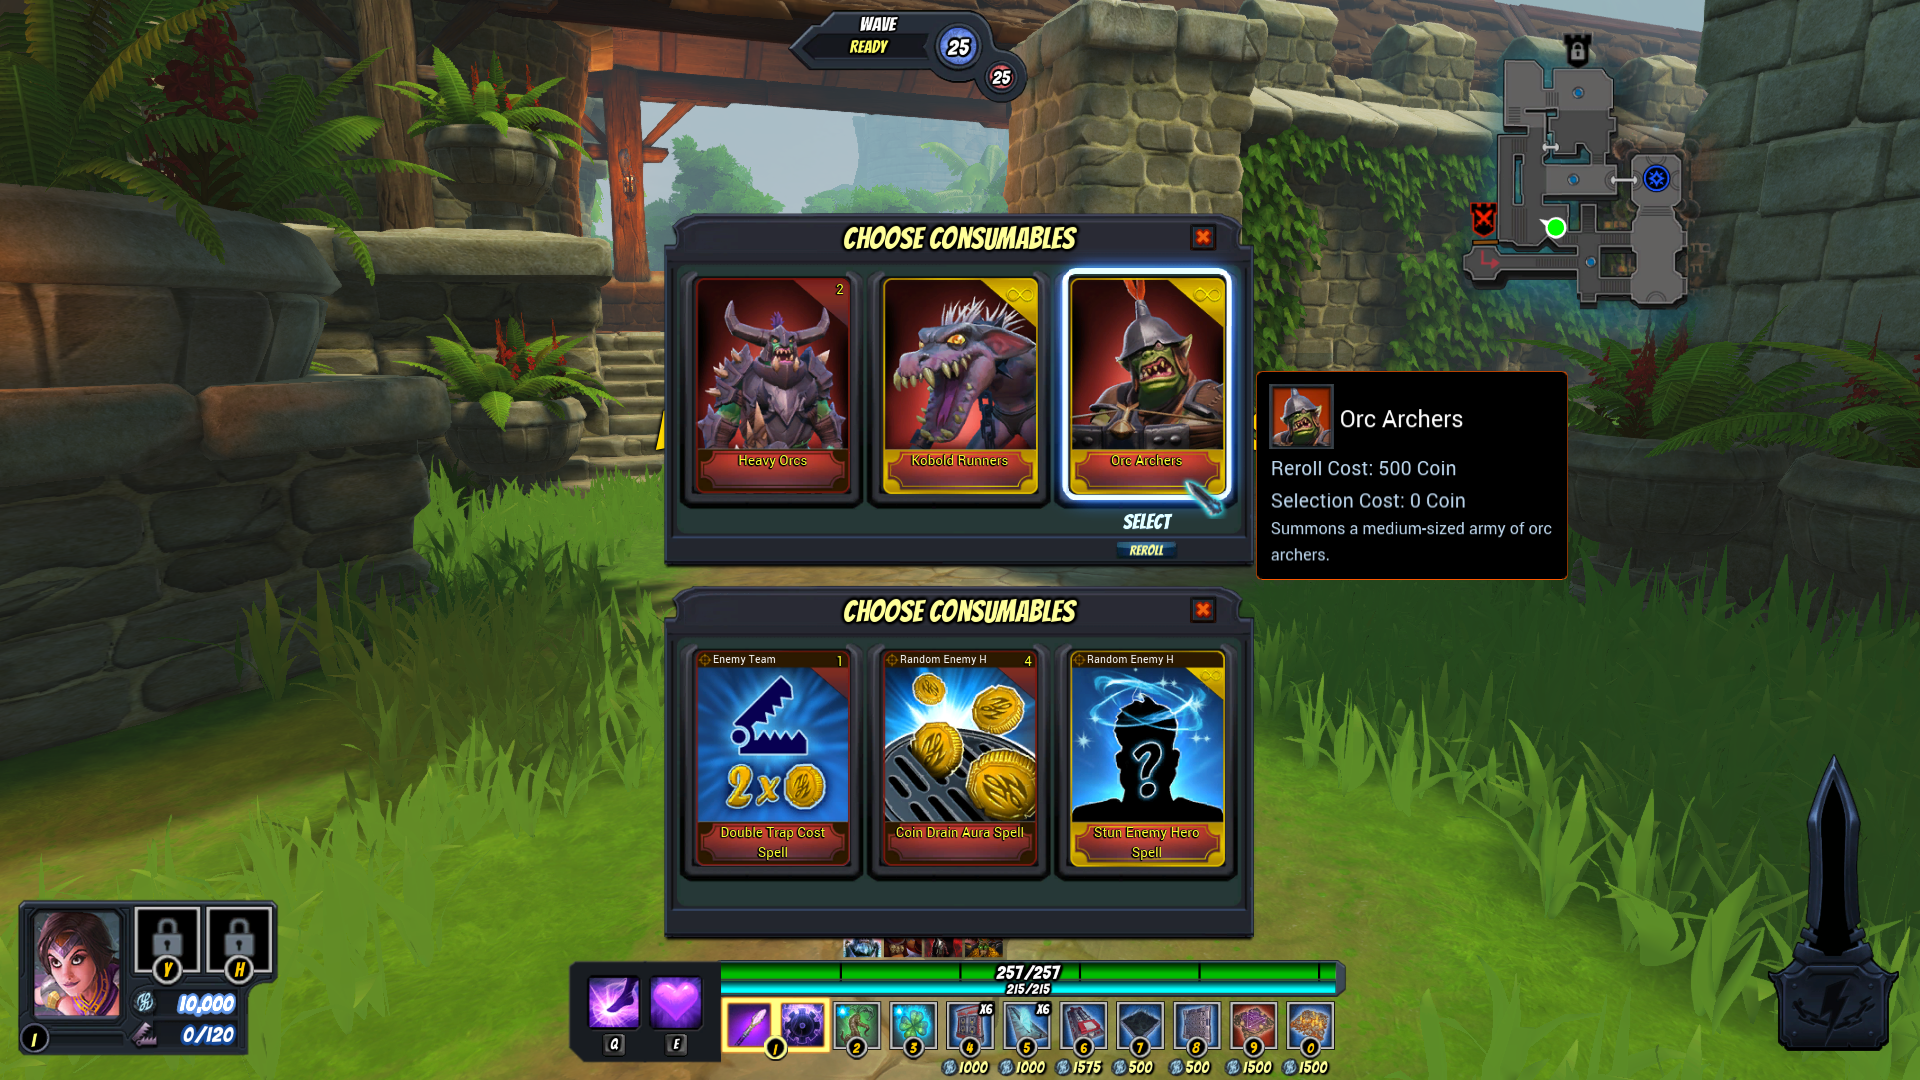 WAVE
READY
25
25
CHOOSE CONSUMABLES
2
Heavy Orcs
Kobold Runners
Orc Archers
SELECT
REROLL
Orc Archers
Reroll Cost: 500 Coin
Selection Cost: 0 Coin
Summons a medium-sized army of orc
archers.
CHOOSE CONSUMABLES
Enemy Team 1
2x
Double Trap Cost
Spell
Random Enemy H 4
Coin Drain Aura Spell
Random Enemy H
?
Stun Enemy Hero
Spell
Y H
10,000
0/120
1
257/257
215/215
Q E
X6 X6
1 2 3 4 5 6 7 8 9 0
1000 1000 1575 500 500 1500 1500